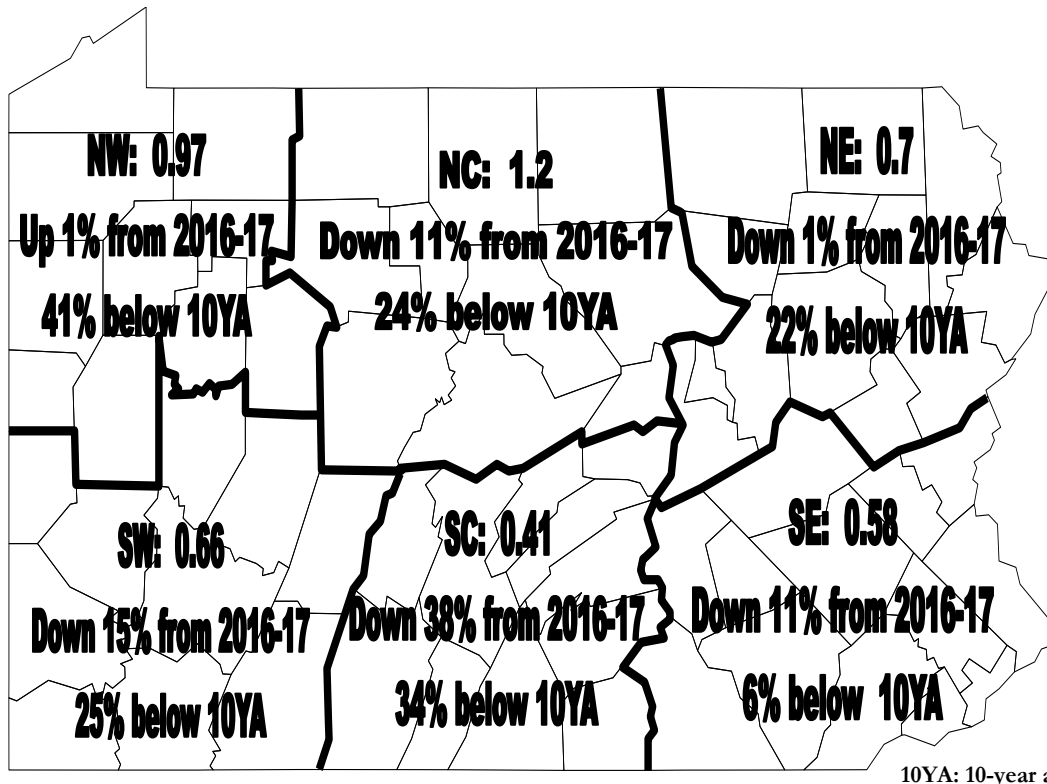 NW: 0.97
Up 1% from 2016-17
41% below 10YA
NC: 1.2
Down 11% from 2016-17
24% below 10YA
NE: 0.7
Down 1% from 2016-17
22% below 10YA
SW: 0.66
Down 15% from 2016-17
25% below 10YA
SC: 0.41
Down 38% from 2016-17
34% below 10YA
SE: 0.58
Down 11% from 2016-17
6% below 10YA
10YA: 10-year a